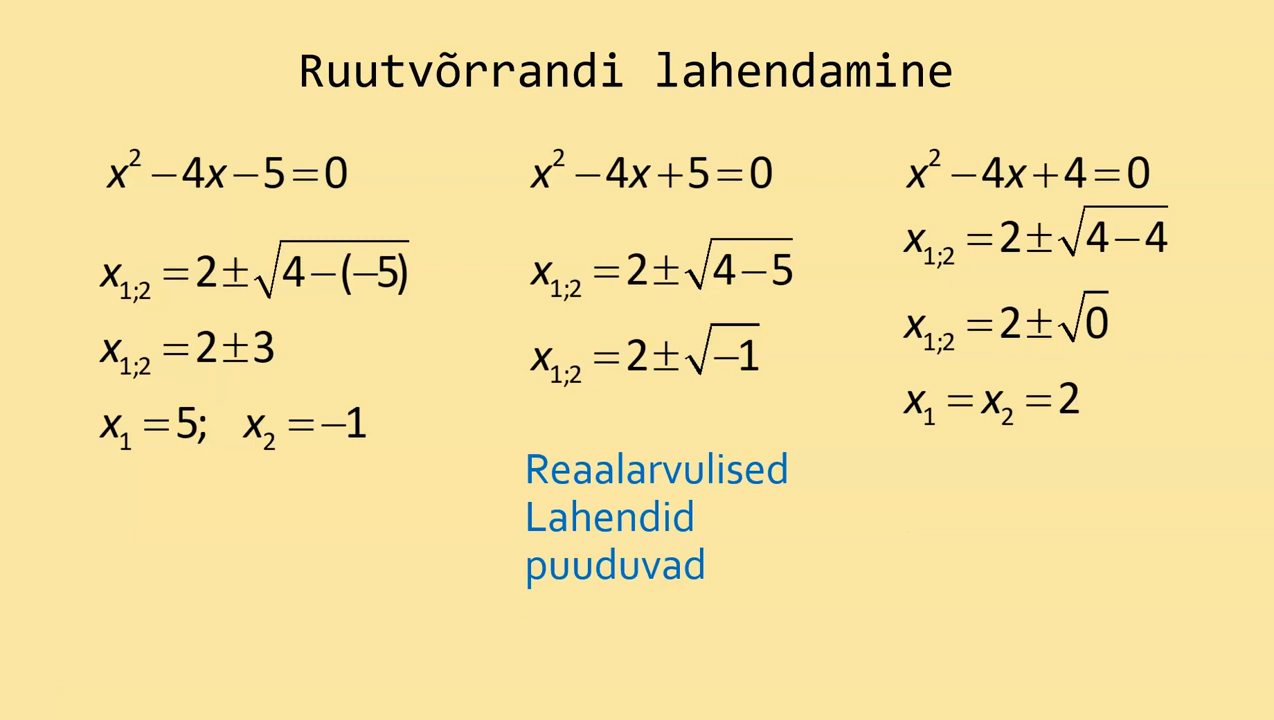 Ruutvõrrandi lahendamine
x² − 4x − 5 = 0
x₁;₂ = 2 ± √(4 − (−5))
x₁;₂ = 2 ± 3
x₁ = 5; x₂ = −1
x² − 4x + 5 = 0
x₁;₂ = 2 ± √(4 − 5)
x₁;₂ = 2 ± √(−1)
Reaalarvulised
Lahendid
puuduvad
x² − 4x + 4 = 0
x₁;₂ = 2 ± √(4 − 4)
x₁;₂ = 2 ± √0
x₁ = x₂ = 2